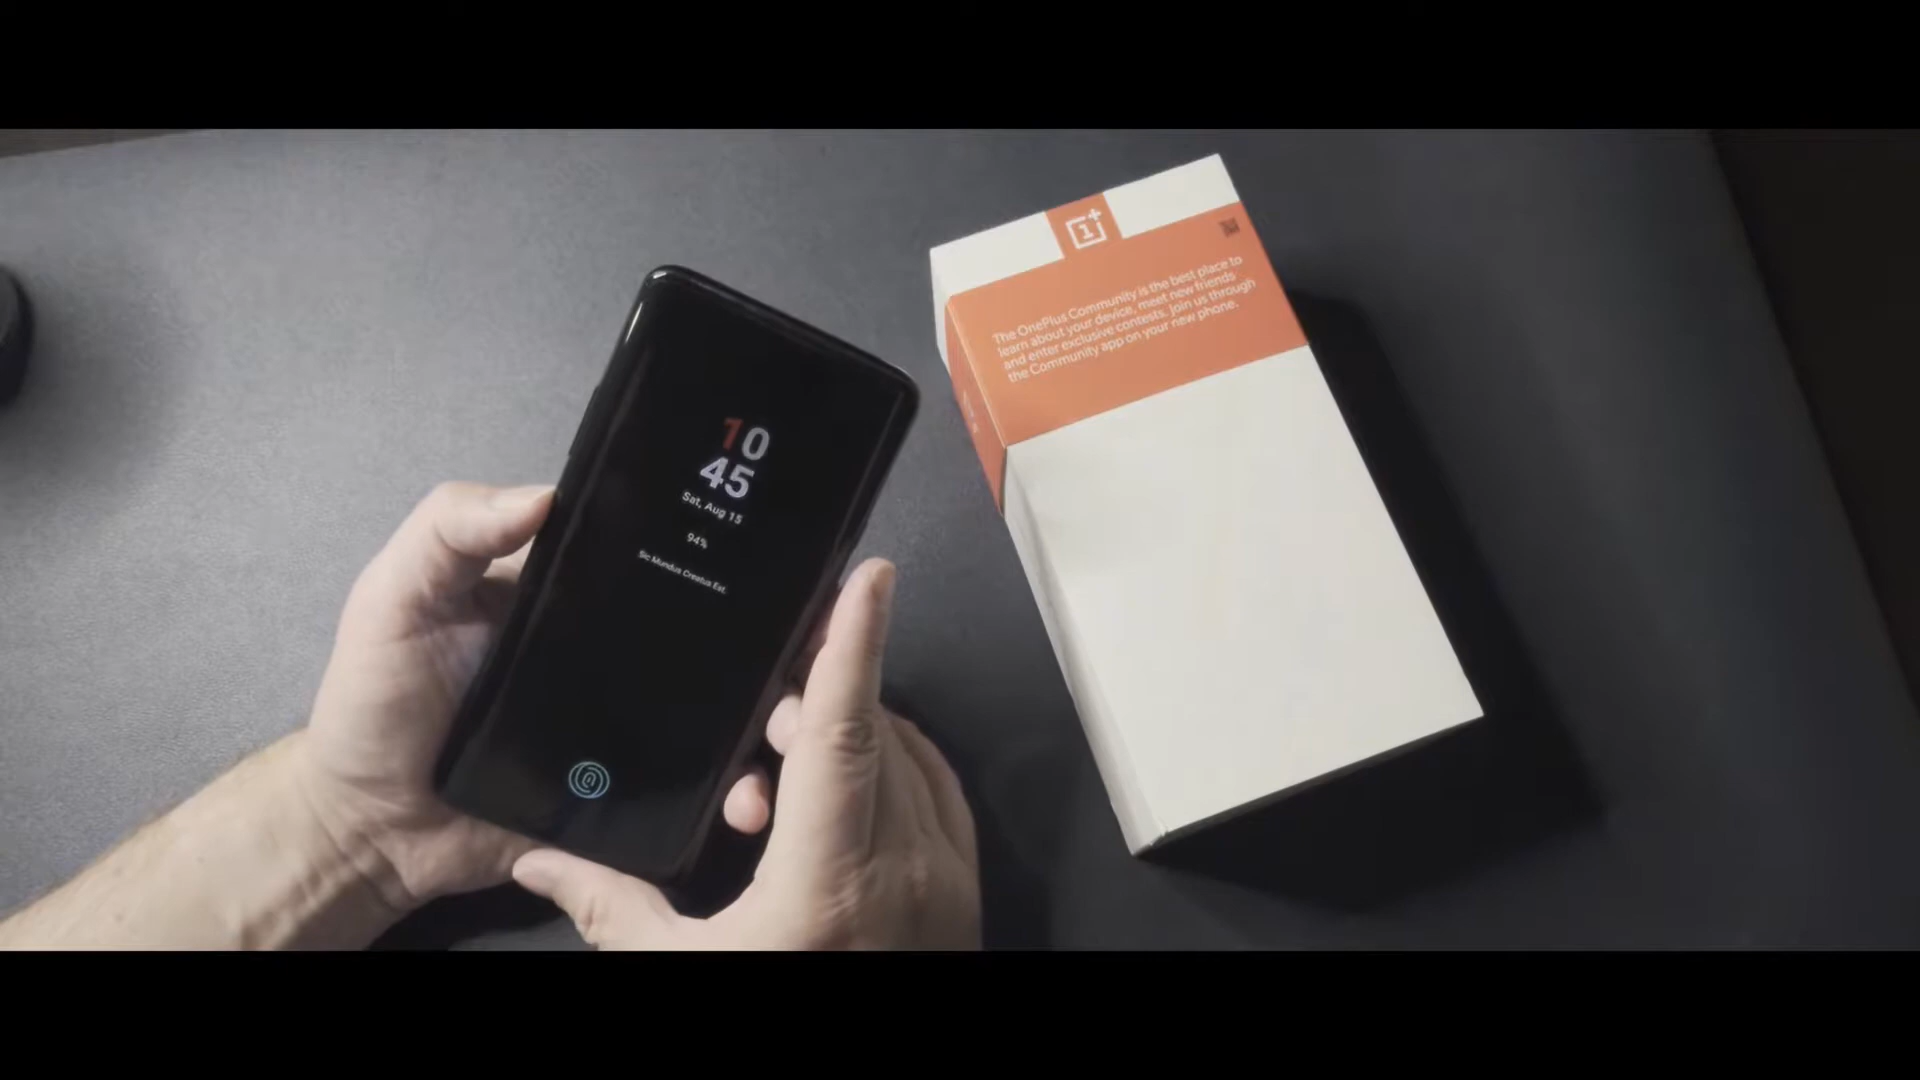 10
45
Sat, Aug 15
94%
Sic Mundus Creatus Est.
1+
The OnePlus Community is the best place to
learn about your device, meet new friends
and enter exclusive contests. Join us through
the Community app on your new phone.